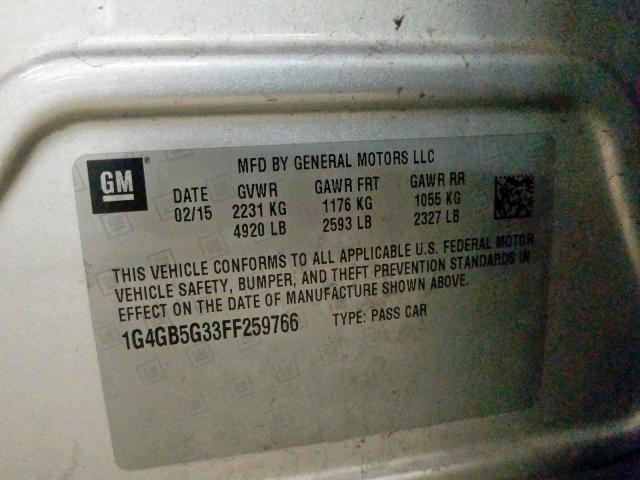 GM ® MFD BY GENERAL MOTORS LLC
DATE GVWR GAWR FRT GAWR RR
02/15 2231 KG 1176 KG 1055 KG
4920 LB 2593 LB 2327 LB
THIS VEHICLE CONFORMS TO ALL APPLICABLE U.S. FEDERAL MOTOR
VEHICLE SAFETY, BUMPER, AND THEFT PREVENTION STANDARDS IN
EFFECT ON THE DATE OF MANUFACTURE SHOWN ABOVE.
1G4GB5G33FF259766 TYPE: PASS CAR